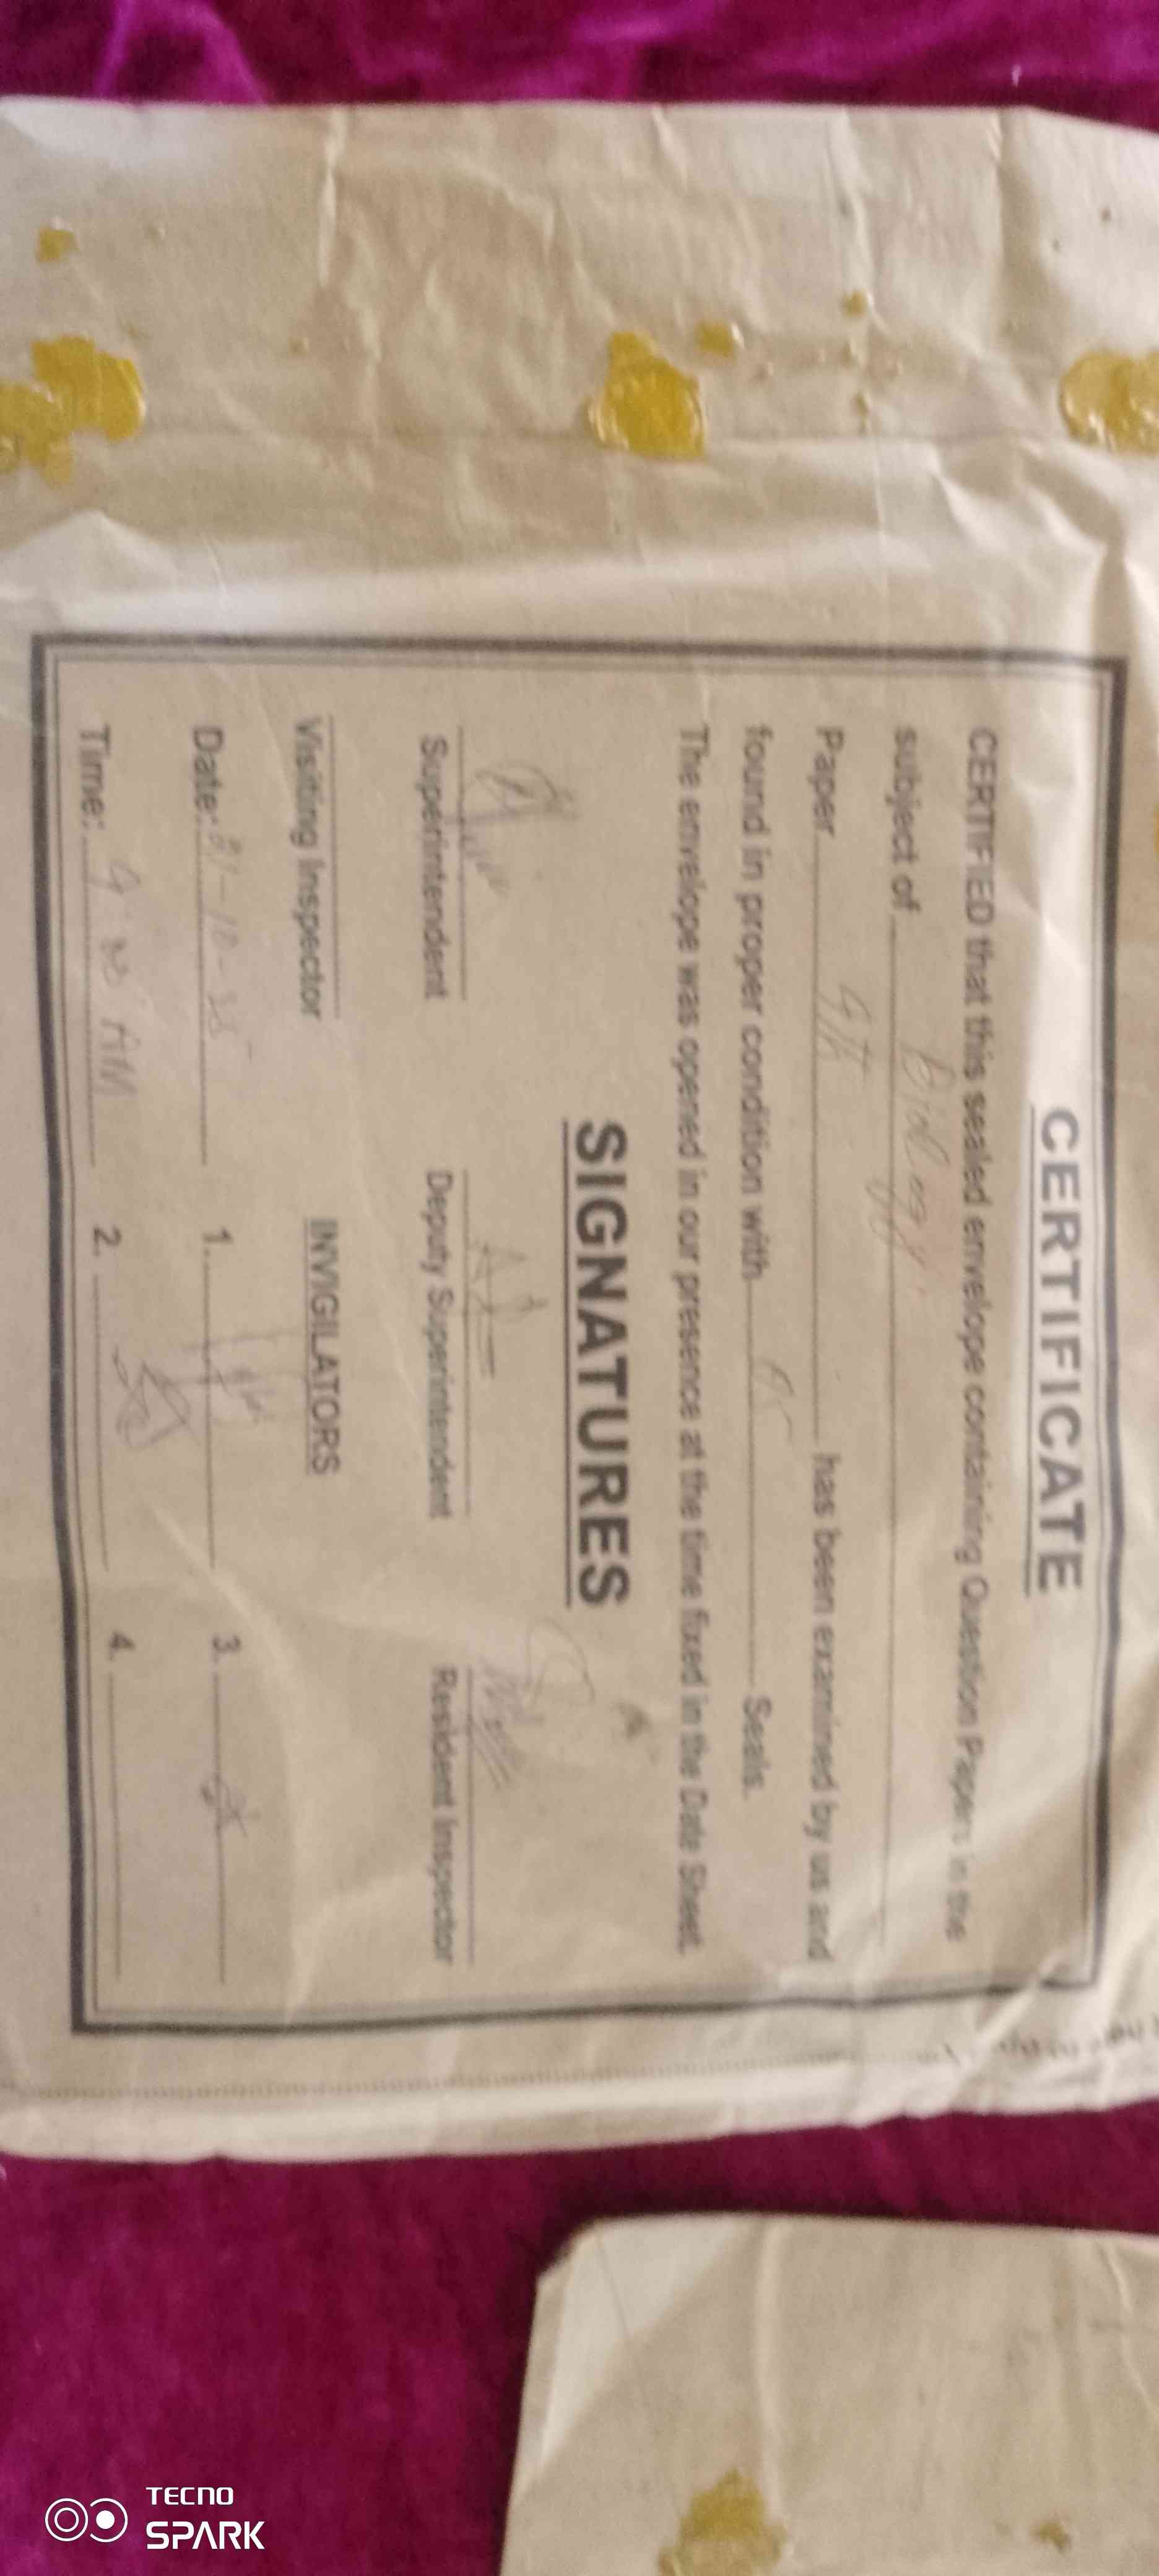 CERTIFICATE
CERTIFIED that this sealed envelope containing Question Papers in the
subject of Biology
Paper 9th has been examined by us and
found in proper condition with 05 Seals.
The envelope was opened in our presence at the time fixed in the Date Sheet.
SIGNATURES
Superintendent Deputy Superintendent Resident Inspector
Visiting Inspector INVIGILATORS
Date: 1. 3.
Time: AM 2. 4.
TECNO
SPARK